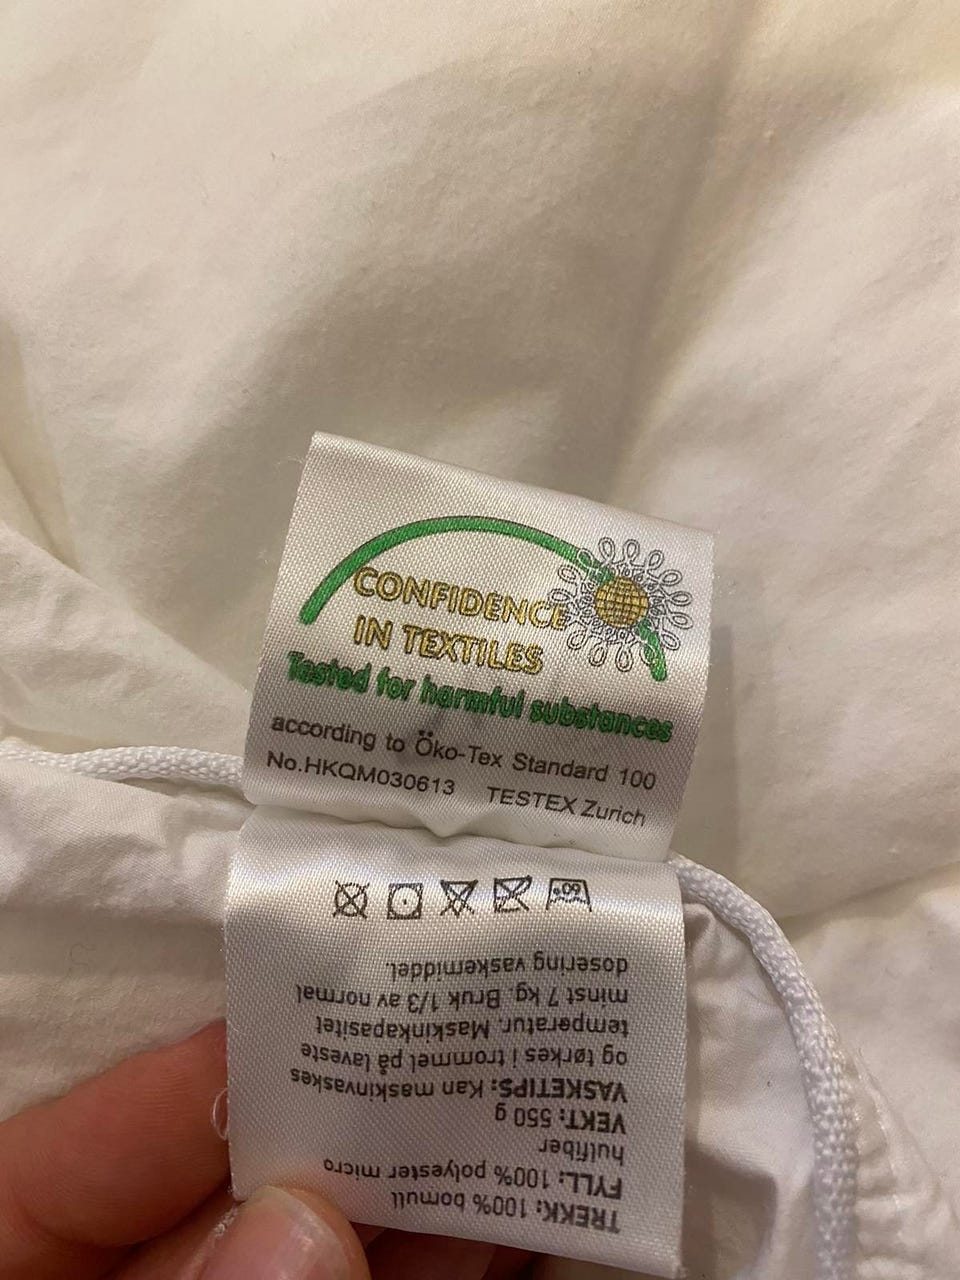 CONFIDENCE
IN TEXTILES
Tested for harmful substances
according to Öko-Tex Standard 100
No.HKQM030613 TESTEX Zurich
TREKK: 100% bomull
FYLL: 100% polyester micro
hulfiber
VEKT: 550 g
VASKETIPS: Kan maskinvaskes
og tørkes i trommel på laveste
temperatur. Maskinkapasitet
minst 7 kg. Bruk 1/3 av normal
dosering vaskemiddel.
60°